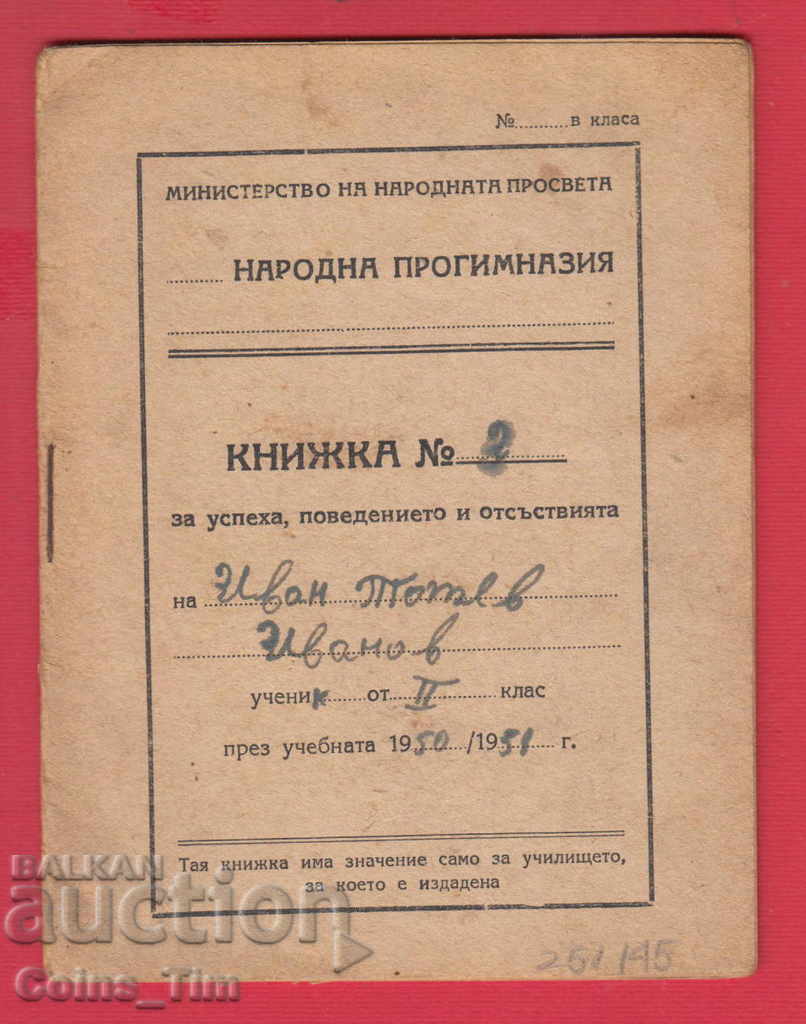 №.......... в класа
МИНИСТЕРСТВО НА НАРОДНАТА ПРОСВЕТА
........... НАРОДНА ПРОГИМНАЗИЯ
КНИЖКА № 2
за успеха, поведението и отсъствията
на Иван Тотев
Иванов
ученик от II клас
през учебната 1950/1951 г.
Тая книжка има значение само за училището,
за което е издадена
251145
BALKAN
auction
Coins_Tim